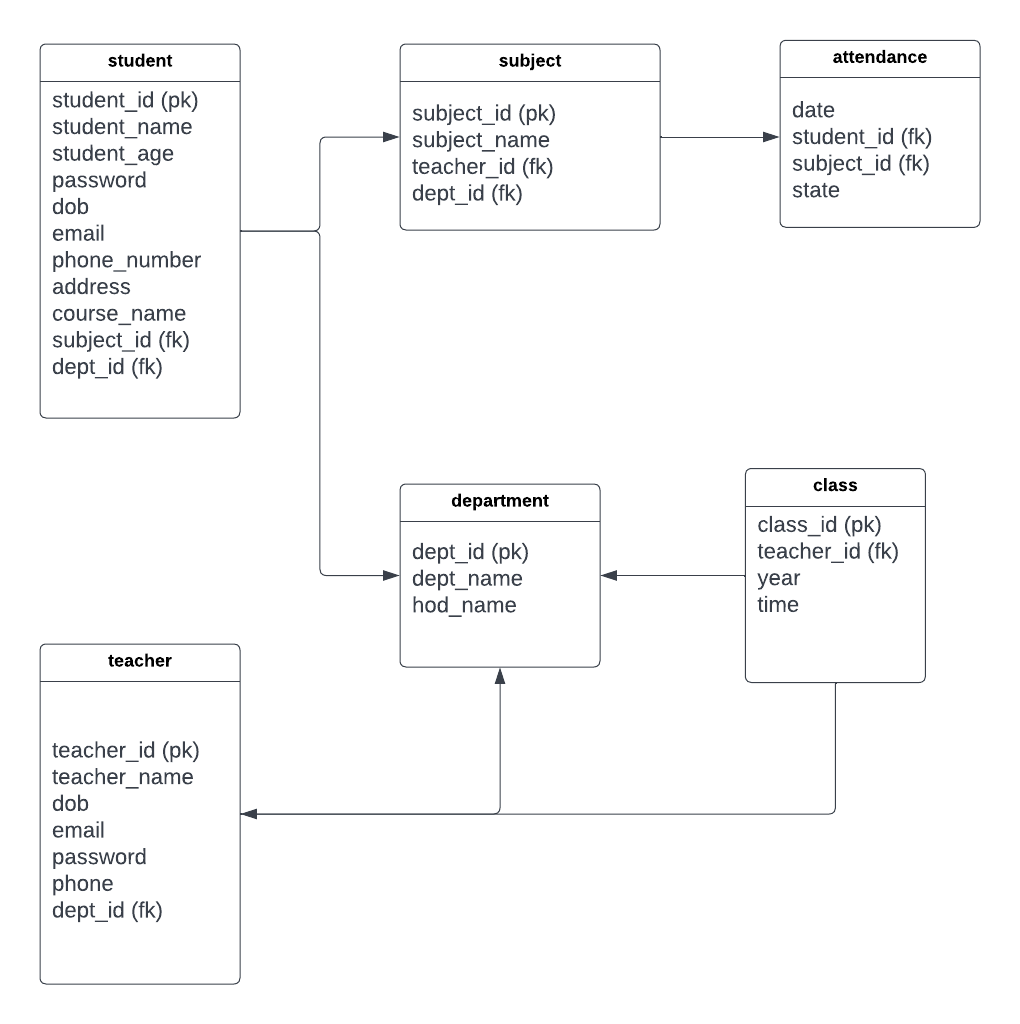 student
student_id (pk)
student_name
student_age
password
dob
email
phone_number
address
course_name
subject_id (fk)
dept_id (fk)
subject
subject_id (pk)
subject_name
teacher_id (fk)
dept_id (fk)
attendance
date
student_id (fk)
subject_id (fk)
state
department
dept_id (pk)
dept_name
hod_name
class
class_id (pk)
teacher_id (fk)
year
time
teacher
teacher_id (pk)
teacher_name
dob
email
password
phone
dept_id (fk)